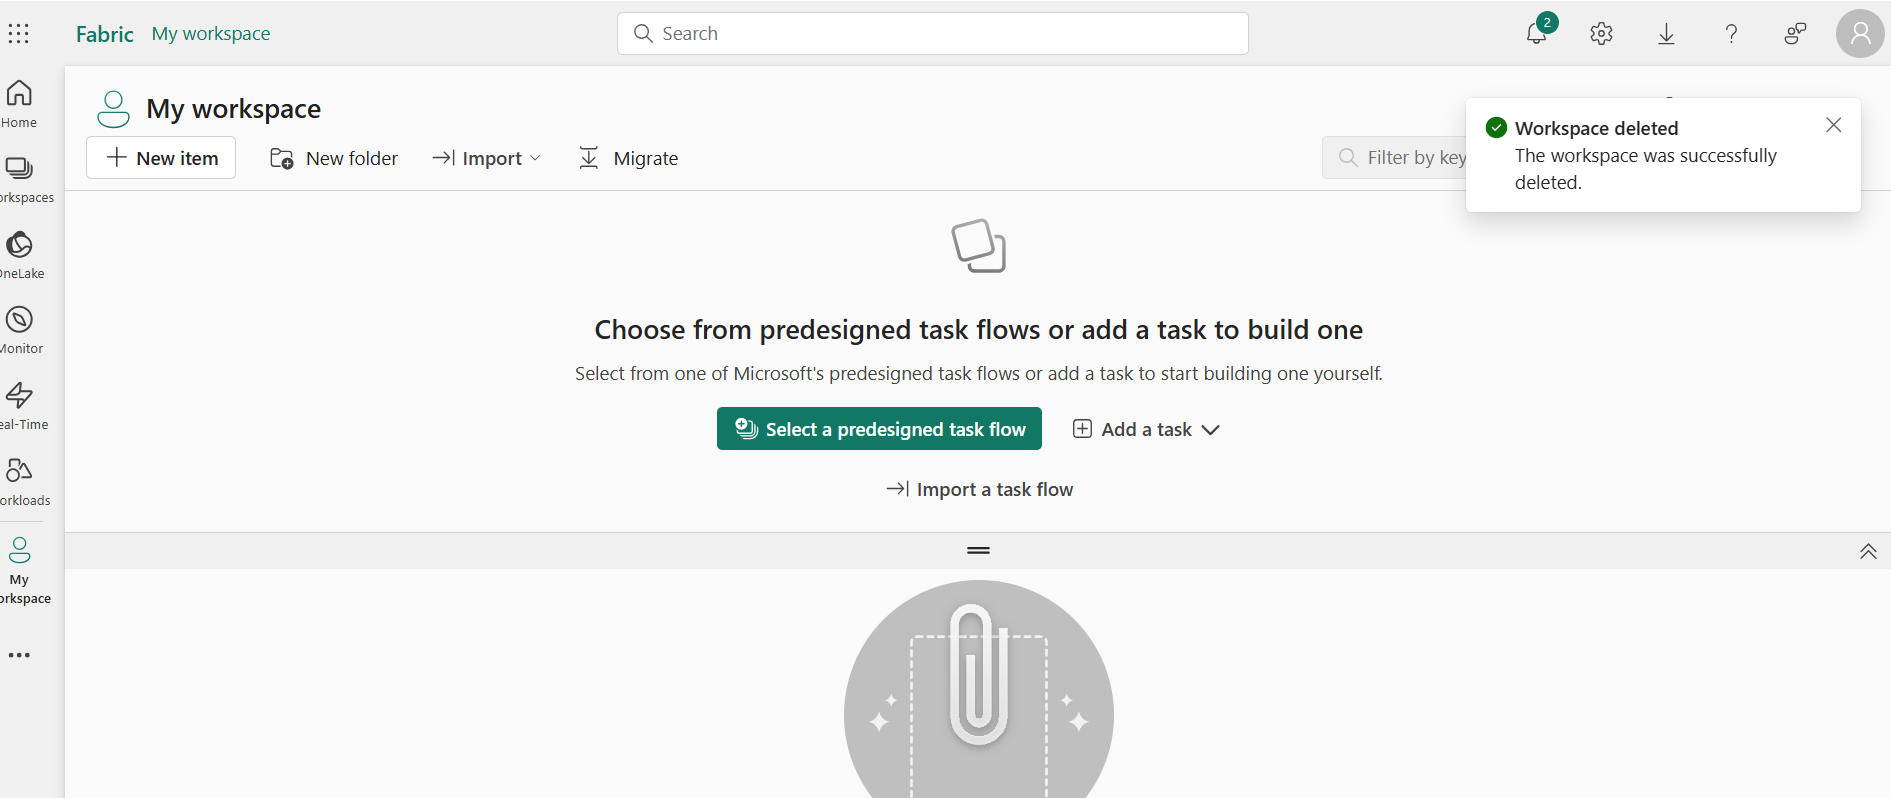 Fabric My workspace
Search
2
Home
orkspaces
OneLake
Monitor
eal-Time
orkloads
My
orkspace
My workspace
New item
New folder
Import
Migrate
Filter by key
Workspace deleted
The workspace was successfully
deleted.
Choose from predesigned task flows or add a task to build one
Select from one of Microsoft's predesigned task flows or add a task to start building one yourself.
Select a predesigned task flow
Add a task
Import a task flow